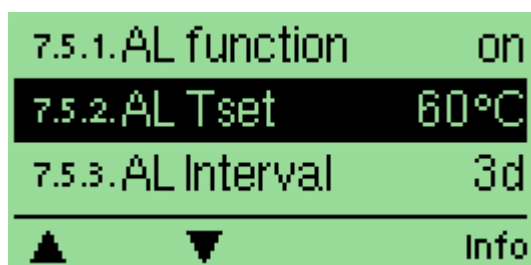 7.5.1.AL function on
7.5.2.AL Tset 60°C
7.5.3.AL Interval 3d
Info